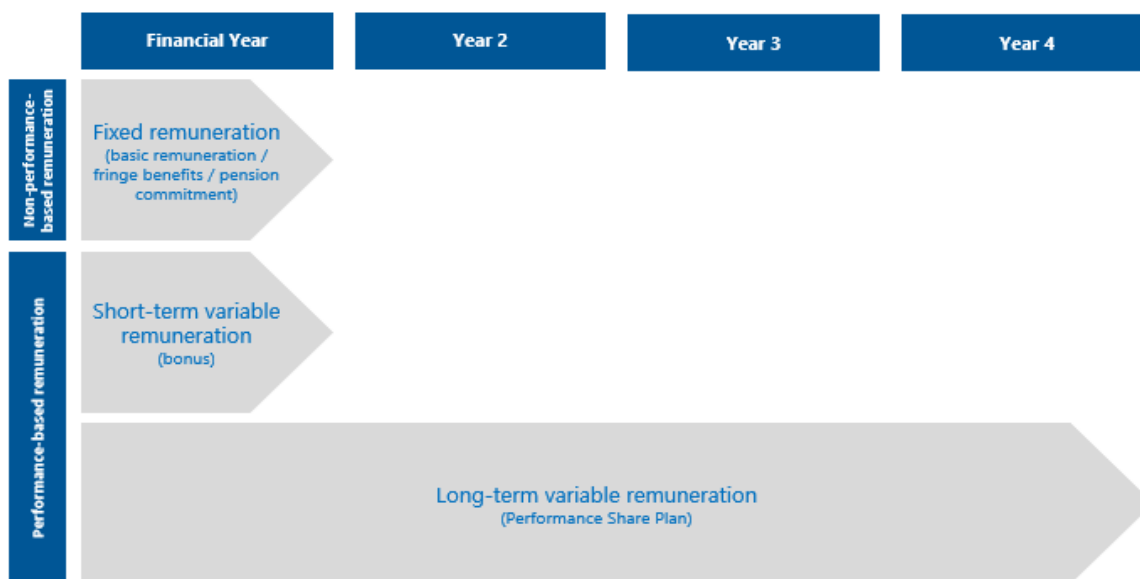 Financial Year
Year 2
Year 3
Year 4
Non-performance-
based remuneration
Fixed remuneration
(basic remuneration /
fringe benefits / pension
commitment)
Performance-based remuneration
Short-term variable
remuneration
(bonus)
Long-term variable remuneration
(Performance Share Plan)